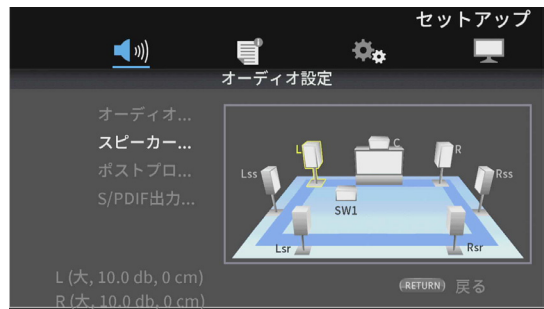 セットアップ
オーディオ設定
オーディオ...
スピーカー...
ポストプロ...
S/PDIF出力...
L
C
R
Lss
Rss
SW1
Lsr
Rsr
L (大, 10.0 db, 0 cm)
R (大, 10.0 db, 0 cm)
RETURN 戻る